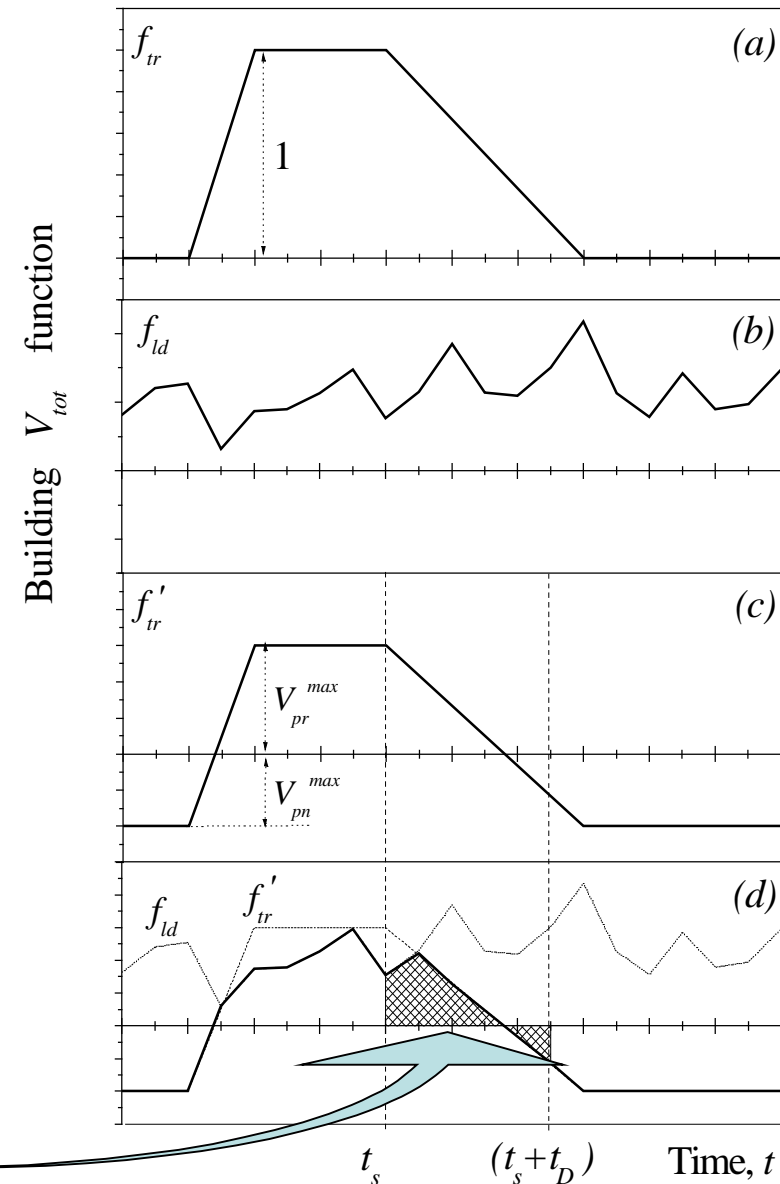 Building V_tot function
f_tr (a)
1
f_ld (b)
f_tr' (c)
V_pr^max
V_pn^max
f_ld f_tr' (d)
t_s (t_s+t_D) Time, t